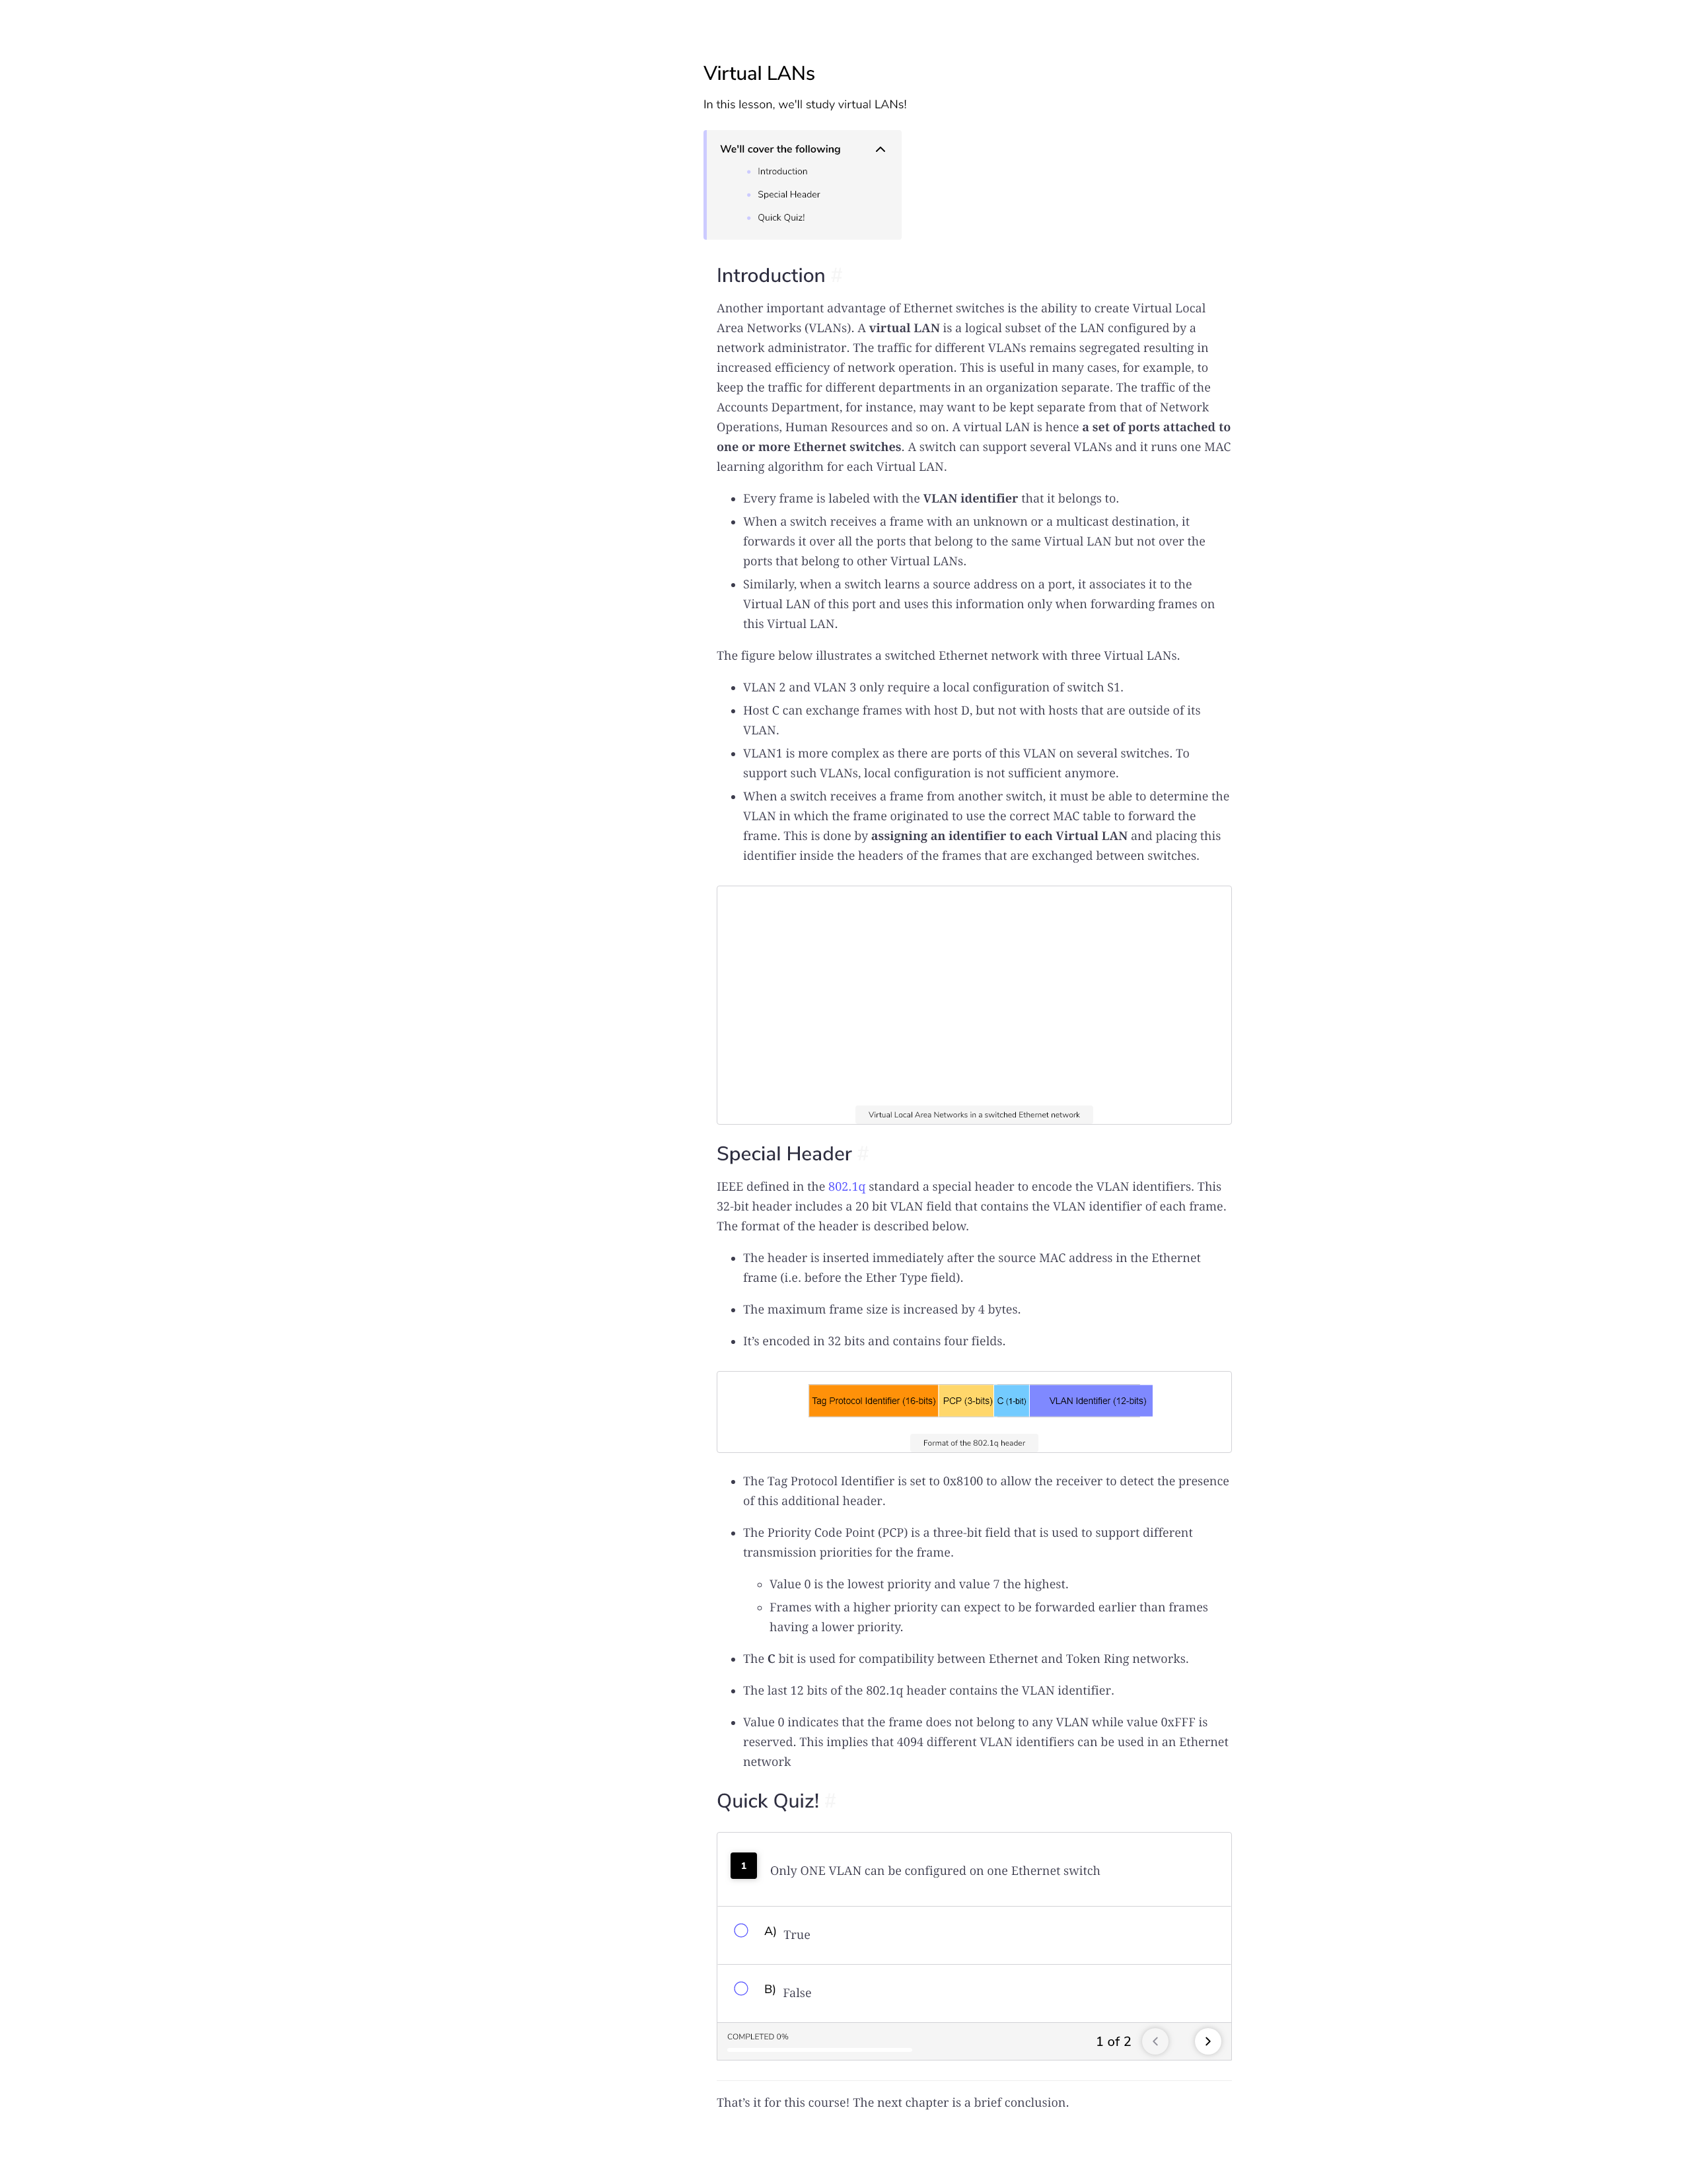 Virtual LANs
In this lesson, we'll study virtual LANs!
We'll cover the following
Introduction
Special Header
Quick Quiz!
Introduction #
Another important advantage of Ethernet switches is the ability to create Virtual Local
Area Networks (VLANs). A virtual LAN is a logical subset of the LAN configured by a
network administrator. The traffic for different VLANs remains segregated resulting in
increased efficiency of network operation. This is useful in many cases, for example, to
keep the traffic for different departments in an organization separate. The traffic of the
Accounts Department, for instance, may want to be kept separate from that of Network
Operations, Human Resources and so on. A virtual LAN is hence a set of ports attached to
one or more Ethernet switches. A switch can support several VLANs and it runs one MAC
learning algorithm for each Virtual LAN.
• Every frame is labeled with the VLAN identifier that it belongs to.
• When a switch receives a frame with an unknown or a multicast destination, it
forwards it over all the ports that belong to the same Virtual LAN but not over the
ports that belong to other Virtual LANs.
• Similarly, when a switch learns a source address on a port, it associates it to the
Virtual LAN of this port and uses this information only when forwarding frames on
this Virtual LAN.
The figure below illustrates a switched Ethernet network with three Virtual LANs.
• VLAN 2 and VLAN 3 only require a local configuration of switch S1.
• Host C can exchange frames with host D, but not with hosts that are outside of its
VLAN.
• VLAN1 is more complex as there are ports of this VLAN on several switches. To
support such VLANs, local configuration is not sufficient anymore.
• When a switch receives a frame from another switch, it must be able to determine the
VLAN in which the frame originated to use the correct MAC table to forward the
frame. This is done by assigning an identifier to each Virtual LAN and placing this
identifier inside the headers of the frames that are exchanged between switches.
Virtual Local Area Networks in a switched Ethernet network
Special Header #
IEEE defined in the 802.1q standard a special header to encode the VLAN identifiers. This
32-bit header includes a 20 bit VLAN field that contains the VLAN identifier of each frame.
The format of the header is described below.
• The header is inserted immediately after the source MAC address in the Ethernet
frame (i.e. before the Ether Type field).
• The maximum frame size is increased by 4 bytes.
• It’s encoded in 32 bits and contains four fields.
Tag Protocol Identifier (16-bits) PCP (3-bits) C (1-bit) VLAN Identifier (12-bits)
Format of the 802.1q header
• The Tag Protocol Identifier is set to 0x8100 to allow the receiver to detect the presence
of this additional header.
• The Priority Code Point (PCP) is a three-bit field that is used to support different
transmission priorities for the frame.
◦ Value 0 is the lowest priority and value 7 the highest.
◦ Frames with a higher priority can expect to be forwarded earlier than frames
having a lower priority.
• The C bit is used for compatibility between Ethernet and Token Ring networks.
• The last 12 bits of the 802.1q header contains the VLAN identifier.
• Value 0 indicates that the frame does not belong to any VLAN while value 0xFFF is
reserved. This implies that 4094 different VLAN identifiers can be used in an Ethernet
network
Quick Quiz! #
1 Only ONE VLAN can be configured on one Ethernet switch
A) True
B) False
COMPLETED 0%
1 of 2
That’s it for this course! The next chapter is a brief conclusion.